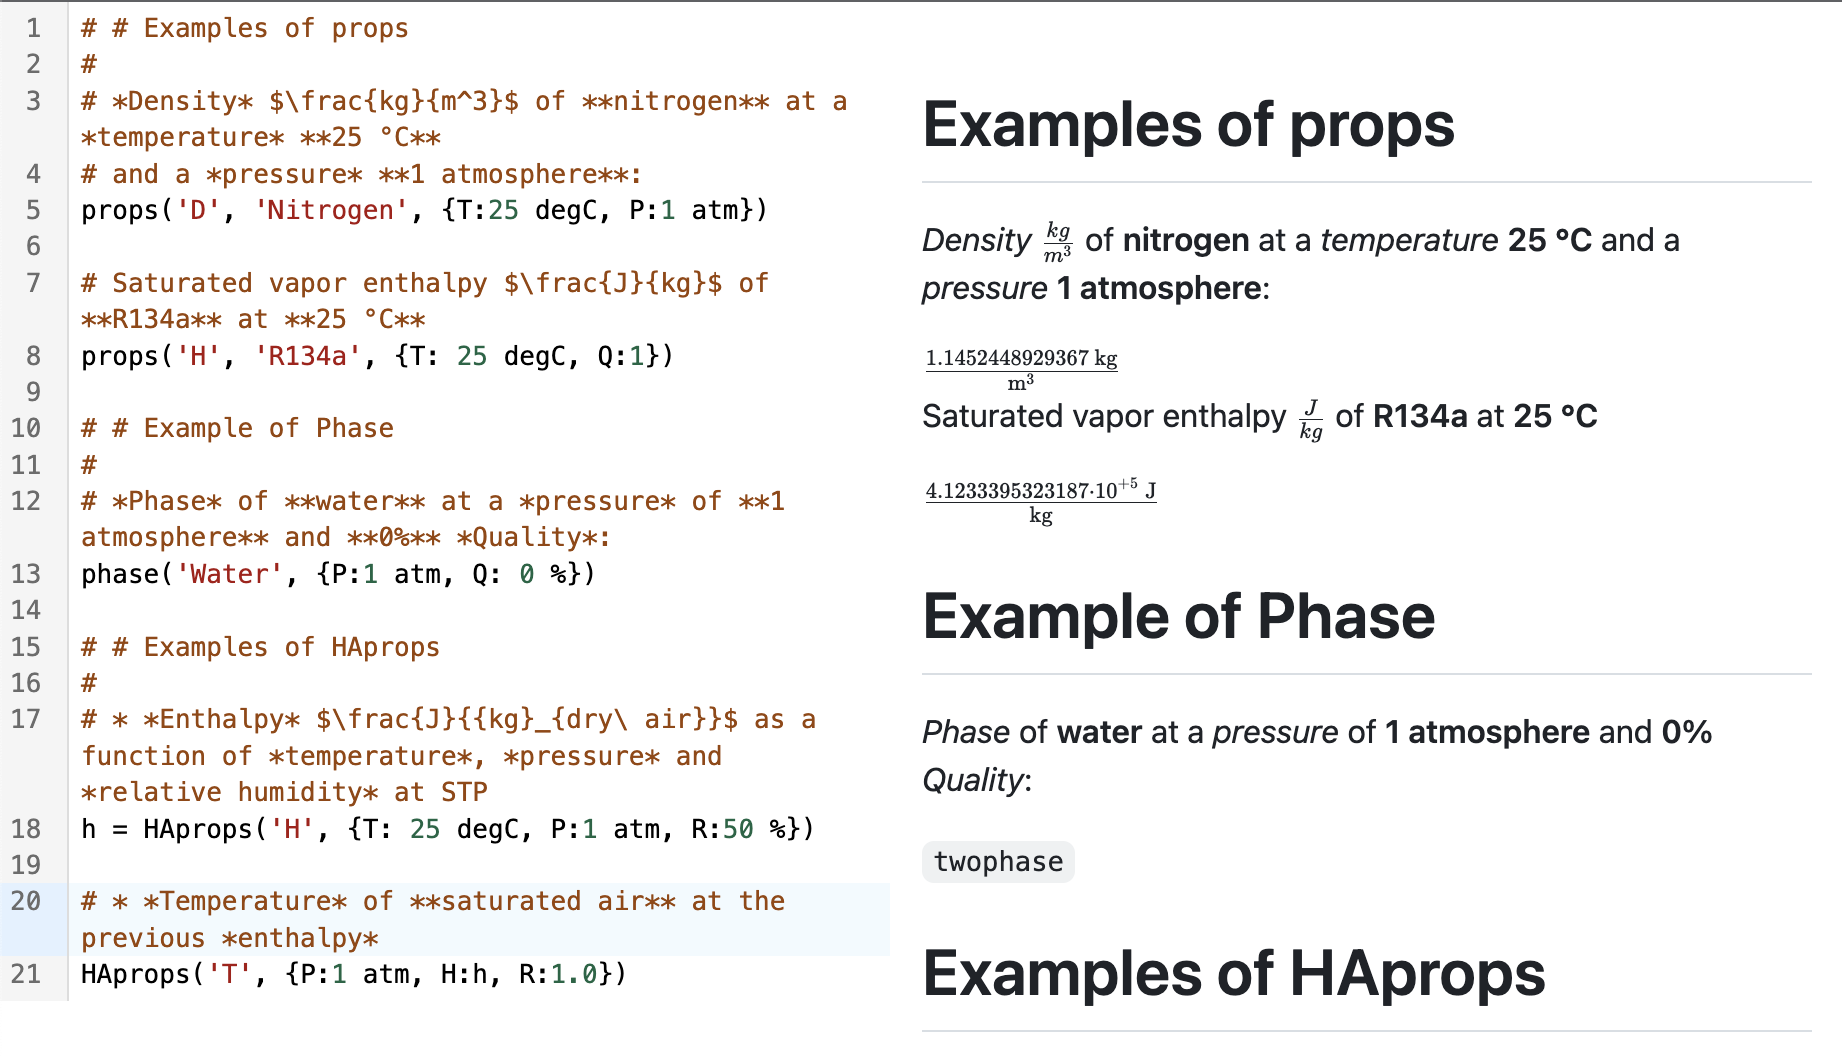 1 # # Examples of props
2 #
3 # *Density* $\frac{kg}{m^3}$ of **nitrogen** at a
*temperature* **25 °C**
4 # and a *pressure* **1 atmosphere**:
5 props('D', 'Nitrogen', {T:25 degC, P:1 atm})
6
7 # Saturated vapor enthalpy $\frac{J}{kg}$ of
**R134a** at **25 °C**
8 props('H', 'R134a', {T: 25 degC, Q:1})
9
10 # # Example of Phase
11 #
12 # *Phase* of **water** at a *pressure* of **1
atmosphere** and **0%** *Quality*:
13 phase('Water', {P:1 atm, Q: 0 %})
14
15 # # Examples of HAprops
16 #
17 # * *Enthalpy* $\frac{J}{{kg}_{dry\ air}}$ as a
function of *temperature*, *pressure* and
*relative humidity* at STP
18 h = HAprops('H', {T: 25 degC, P:1 atm, R:50 %})
19
20 # * *Temperature* of **saturated air** at the
previous *enthalpy*
21 HAprops('T', {P:1 atm, H:h, R:1.0})
Examples of props
Density kg/m³ of nitrogen at a temperature 25 °C and a
pressure 1 atmosphere:
1.1452448929367 kg
m³
Saturated vapor enthalpy J/kg of R134a at 25 °C
4.1233395323187·10⁺⁵ J
kg
Example of Phase
Phase of water at a pressure of 1 atmosphere and 0%
Quality:
twophase
Examples of HAprops